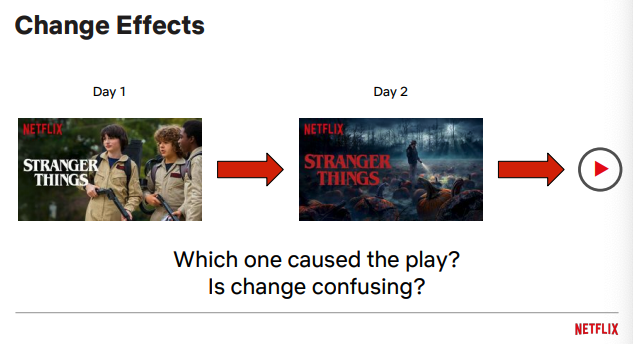 Change Effects
Day 1
Day 2
NETFLIX
STRANGER
THINGS
NETFLIX
STRANGER
THINGS
Which one caused the play?
Is change confusing?
NETFLIX